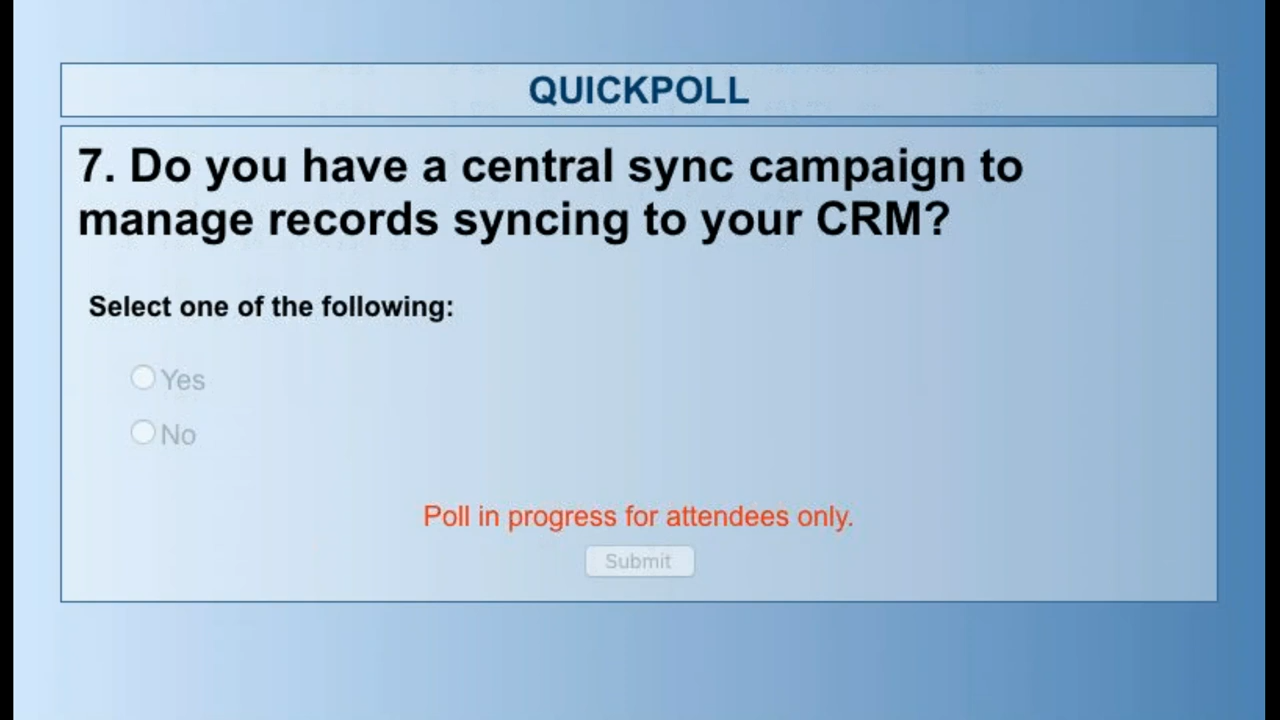 QUICKPOLL
7. Do you have a central sync campaign to
manage records syncing to your CRM?
Select one of the following:
Yes
No
Poll in progress for attendees only.
Submit